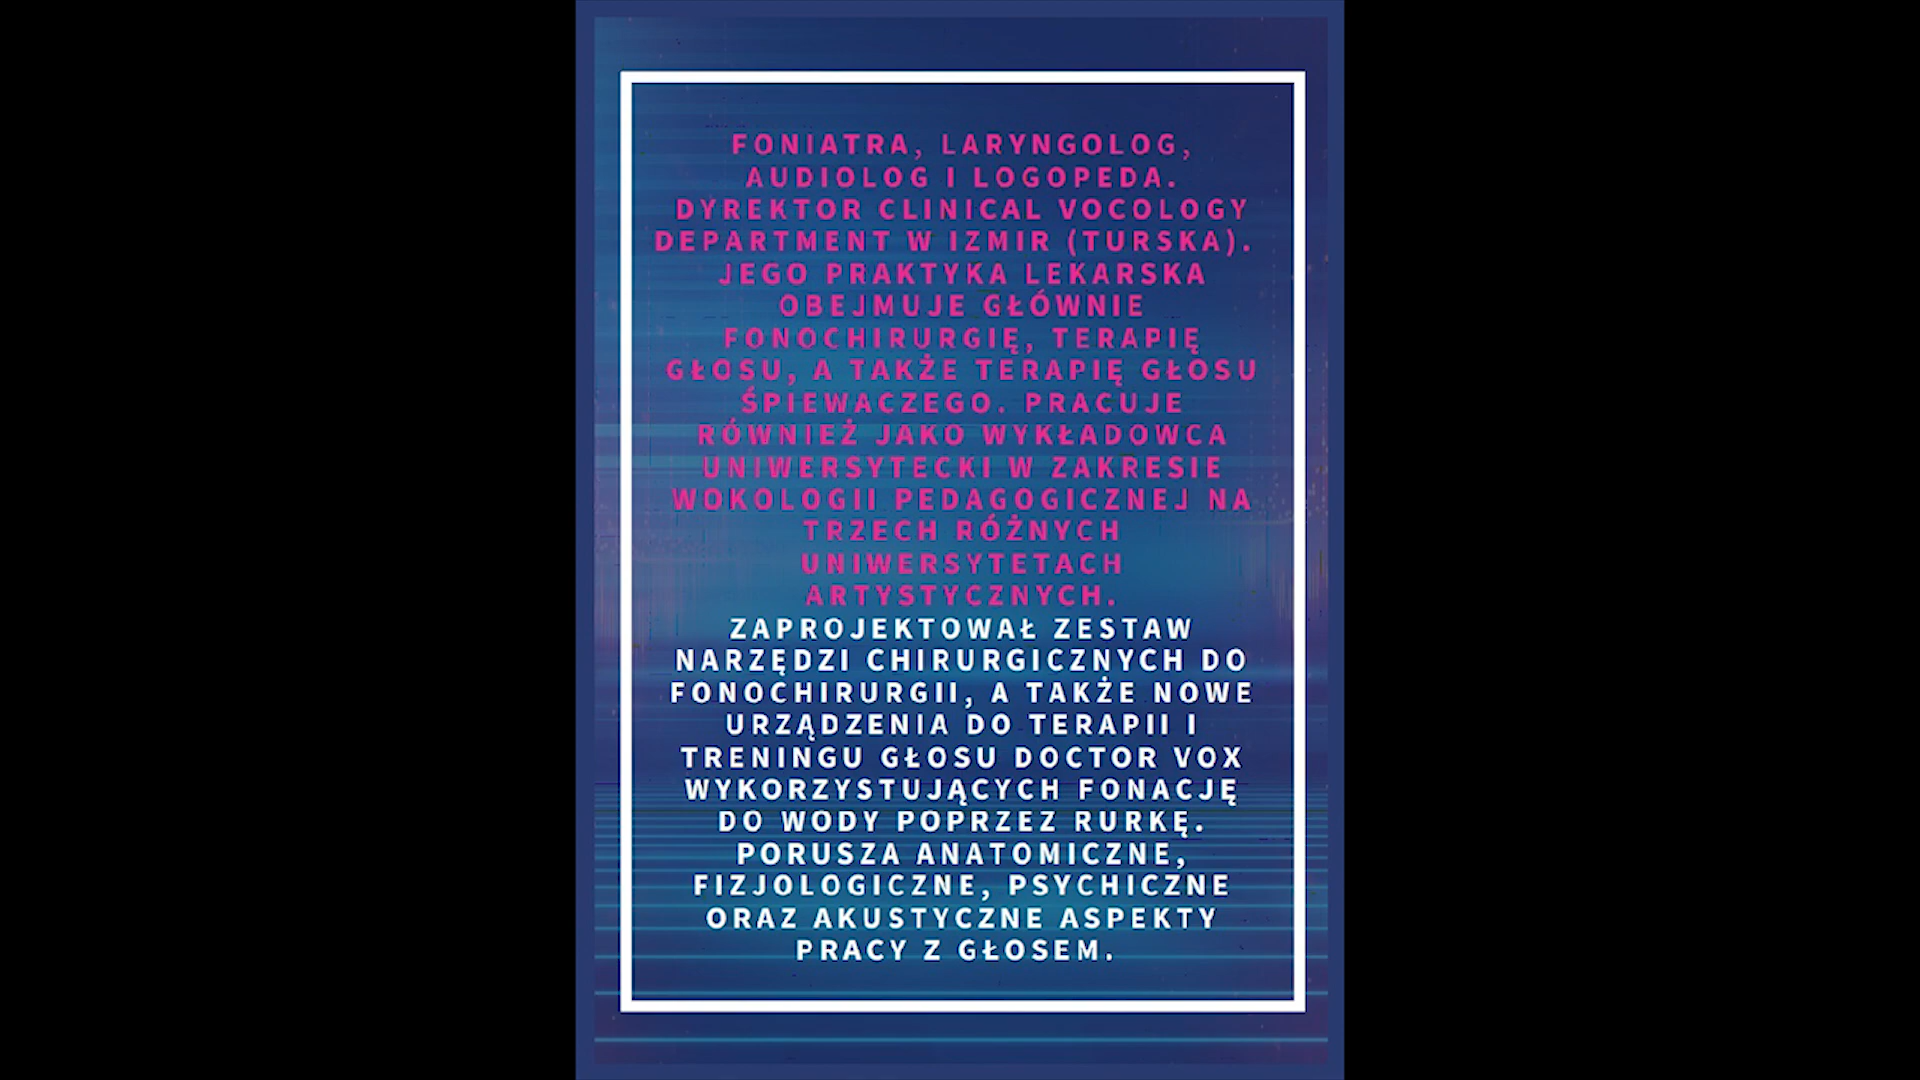 FONIATRA, LARYNGOLOG,
AUDIOLOG I LOGOPEDA.
DYREKTOR CLINICAL VOCOLOGY
DEPARTMENT W IZMIR (TURSKA).
JEGO PRAKTYKA LEKARSKA
OBEJMUJE GŁÓWNIE
FONOCHIRURGIĘ, TERAPIĘ
GŁOSU, A TAKŻE TERAPIĘ GŁOSU
ŚPIEWACZEGO. PRACUJE
RÓWNIEŻ JAKO WYKŁADOWCA
UNIWERSYTECKI W ZAKRESIE
WOKOLOGII PEDAGOGICZNEJ NA
TRZECH RÓŻNYCH
UNIWERSYTETACH
ARTYSTYCZNYCH.
ZAPROJEKTOWAŁ ZESTAW
NARZĘDZI CHIRURGICZNYCH DO
FONOCHIRURGII, A TAKŻE NOWE
URZĄDZENIA DO TERAPII I
TRENINGU GŁOSU DOCTOR VOX
WYKORZYSTUJĄCYCH FONACJĘ
DO WODY POPRZEZ RURKĘ.
PORUSZA ANATOMICZNE,
FIZJOLOGICZNE, PSYCHICZNE
ORAZ AKUSTYCZNE ASPEKTY
PRACY Z GŁOSEM.